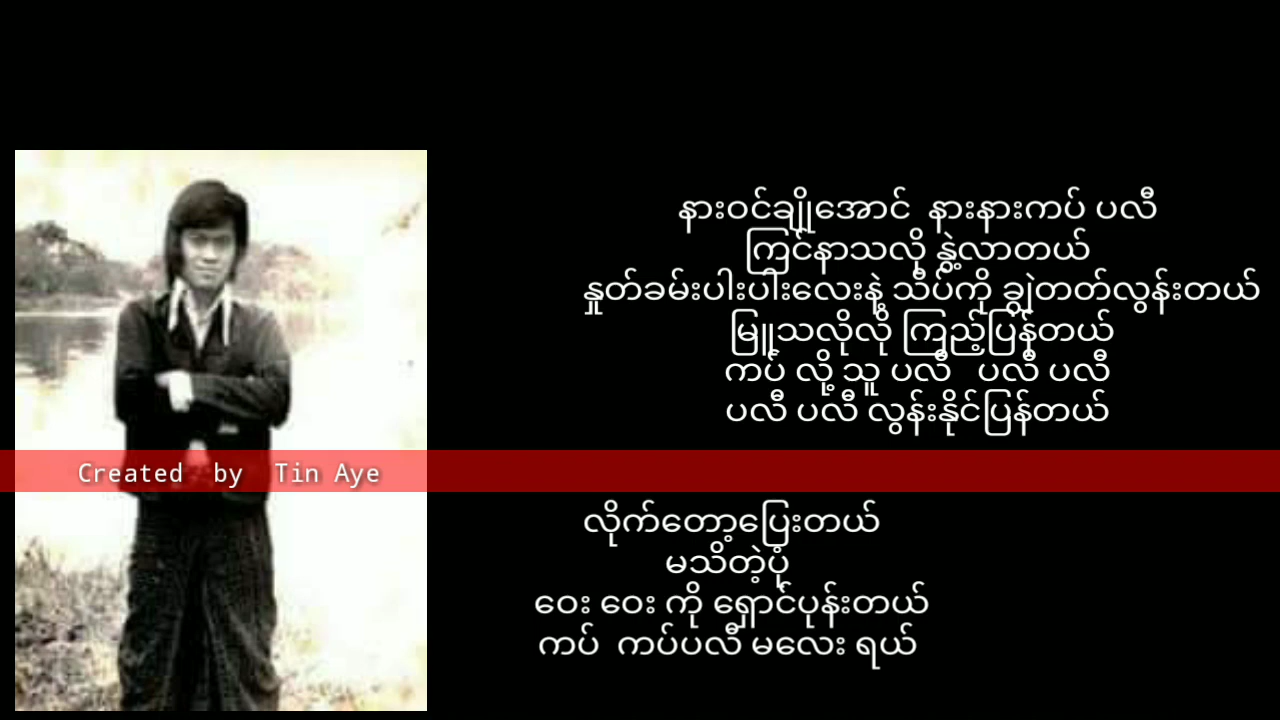 နားဝင်ချိုအောင်  နားနားကပ် ပလီ
ကြင်နာသလို နွဲ့လာတယ်
နှုတ်ခမ်းပါးပါးလေးနဲ့ သိပ်ကို ချွဲတတ်လွန်းတယ်
မြူသလိုလို ကြည့်ပြန်တယ်
ကပ် လို့ သူ ပလီ   ပလီ ပလီ
ပလီ ပလီ လွန်းနိုင်ပြန်တယ်
Created  by  Tin Aye
လိုက်တော့ပြေးတယ်
မသိတဲ့ပုံ
ဝေး ဝေး ကို ရှောင်ပုန်းတယ်
ကပ်  ကပ်ပလီ မလေး ရယ်